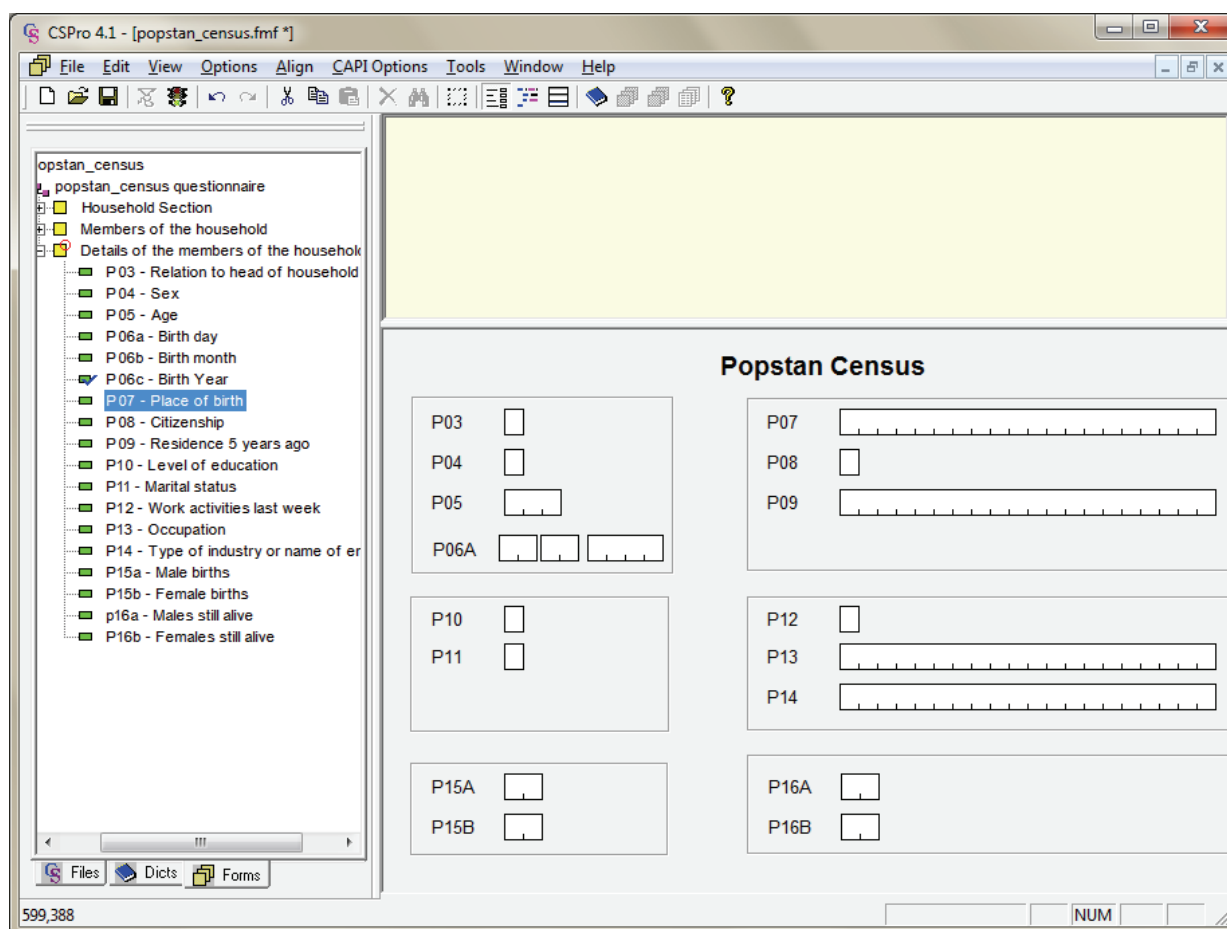 CSPro 4.1 - [popstan_census.fmf *]
File Edit View Options Align CAPI Options Tools Window Help
opstan_census
popstan_census questionnaire
Household Section
Members of the household
Details of the members of the household
P03 - Relation to head of household
P04 - Sex
P05 - Age
P06a - Birth day
P06b - Birth month
P06c - Birth Year
P07 - Place of birth
P08 - Citizenship
P09 - Residence 5 years ago
P10 - Level of education
P11 - Marital status
P12 - Work activities last week
P13 - Occupation
P14 - Type of industry or name of er
P15a - Male births
P15b - Female births
p16a - Males still alive
P16b - Females still alive
Files Dicts Forms
Popstan Census
P03
P04
P05
P06A
P07
P08
P09
P10
P11
P12
P13
P14
P15A
P15B
P16A
P16B
599,388
NUM